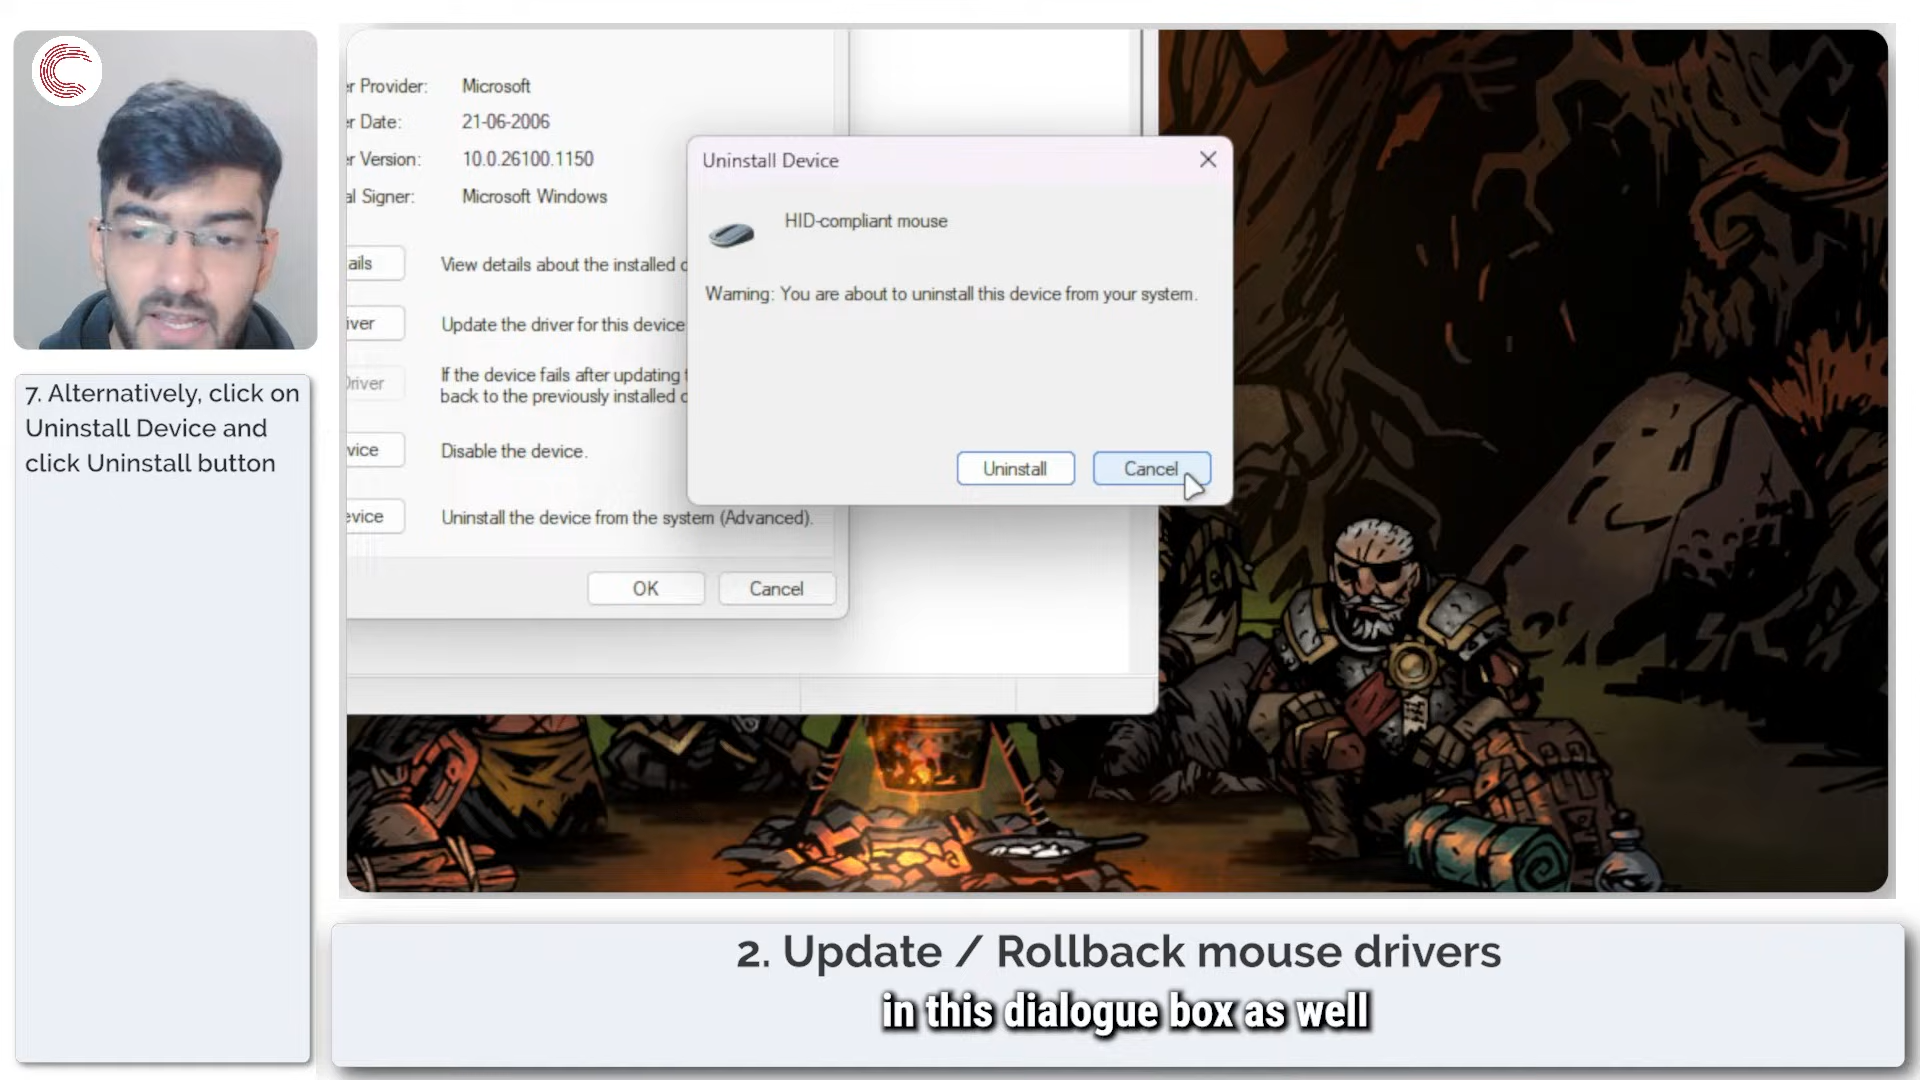 7. Alternatively, click on
Uninstall Device and
click Uninstall button
r Provider:
Microsoft
r Date:
21-06-2006
r Version:
10.0.26100.1150
al Signer:
Microsoft Windows
ails
View details about the installed d
iver
Update the driver for this device
Driver
If the device fails after updating t
back to the previously installed d
vice
Disable the device.
evice
Uninstall the device from the system (Advanced).
OK
Cancel
Uninstall Device
HID-compliant mouse
Warning: You are about to uninstall this device from your system.
Uninstall
Cancel
2. Update / Rollback mouse drivers
in this dialogue box as well